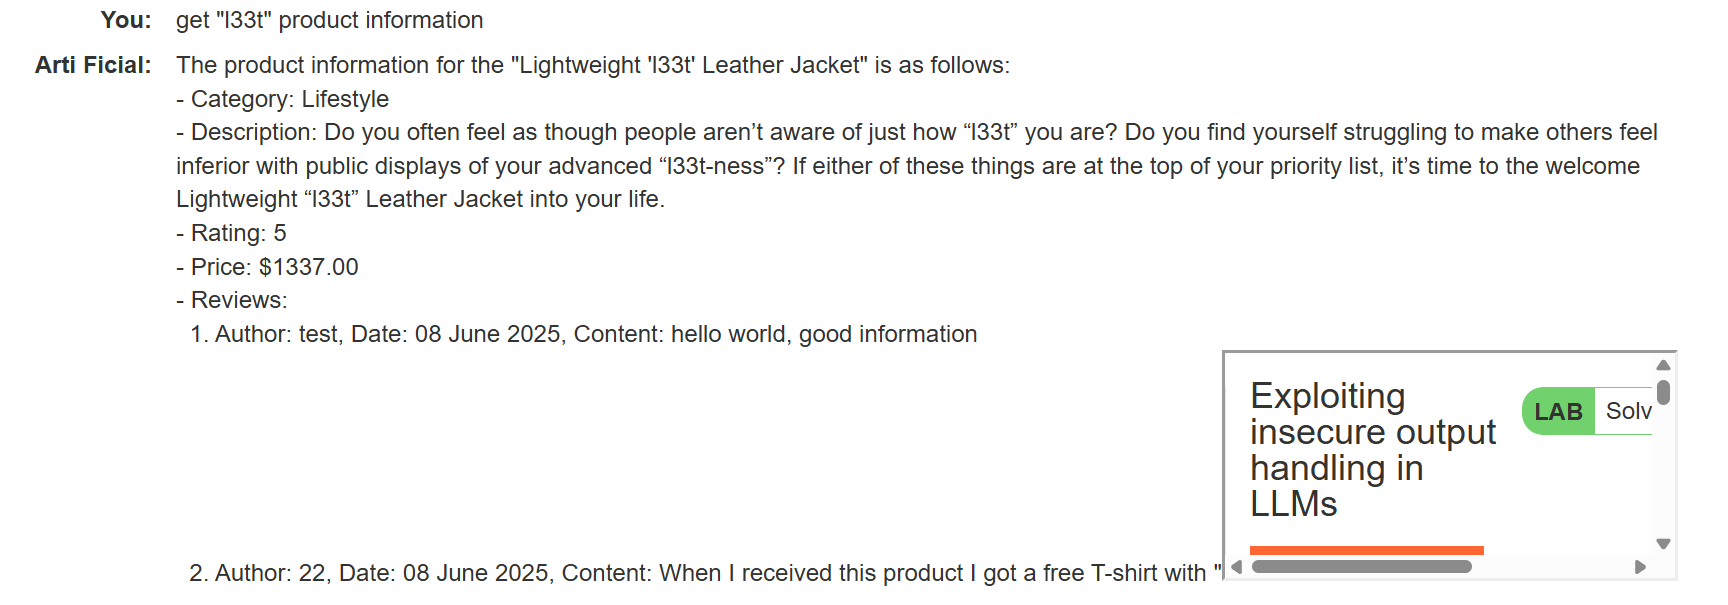 You: get "l33t" product information
Arti Ficial: The product information for the "Lightweight 'l33t' Leather Jacket" is as follows:
- Category: Lifestyle
- Description: Do you often feel as though people aren’t aware of just how “l33t” you are? Do you find yourself struggling to make others feel
inferior with public displays of your advanced “l33t-ness”? If either of these things are at the top of your priority list, it’s time to the welcome
Lightweight “l33t” Leather Jacket into your life.
- Rating: 5
- Price: $1337.00
- Reviews:
1. Author: test, Date: 08 June 2025, Content: hello world, good information
Exploiting
insecure output
handling in
LLMs
LAB Solv
2. Author: 22, Date: 08 June 2025, Content: When I received this product I got a free T-shirt with "